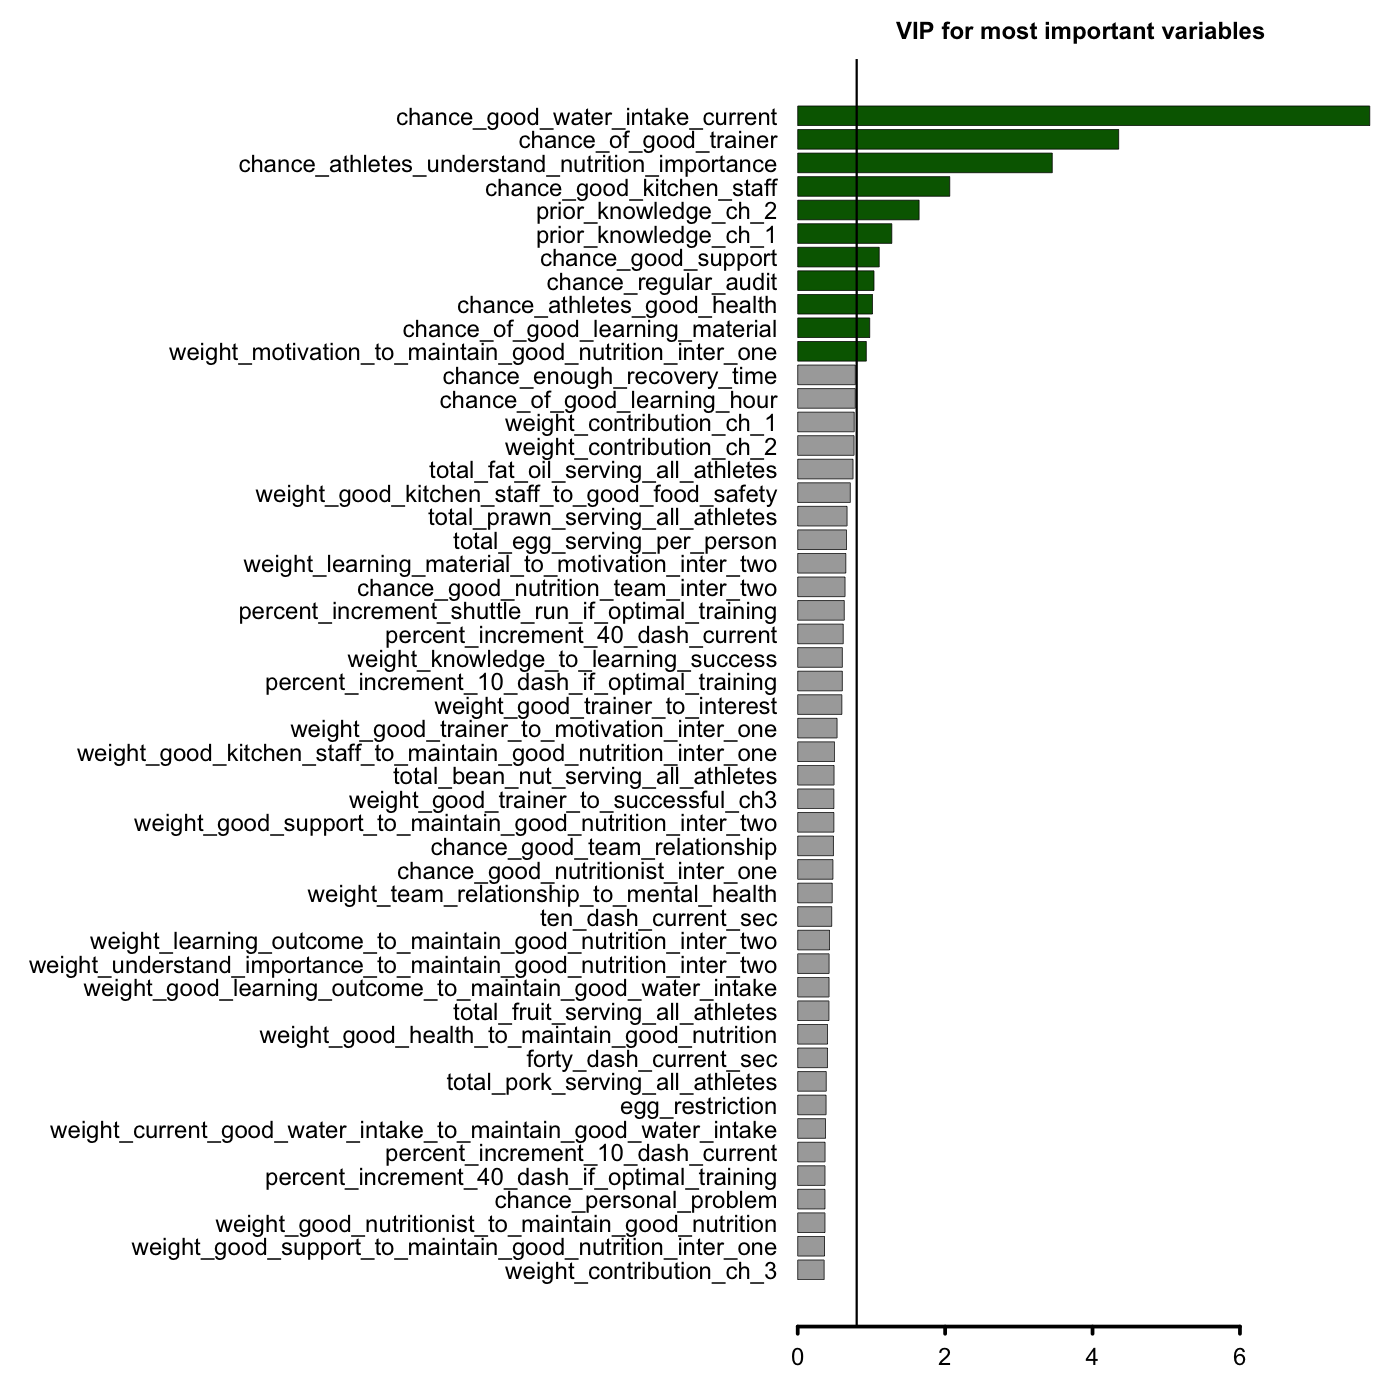 VIP for most important variables
chance_good_water_intake_current
chance_of_good_trainer
chance_athletes_understand_nutrition_importance
chance_good_kitchen_staff
prior_knowledge_ch_2
prior_knowledge_ch_1
chance_good_support
chance_regular_audit
chance_athletes_good_health
chance_of_good_learning_material
weight_motivation_to_maintain_good_nutrition_inter_one
chance_enough_recovery_time
chance_of_good_learning_hour
weight_contribution_ch_1
weight_contribution_ch_2
total_fat_oil_serving_all_athletes
weight_good_kitchen_staff_to_good_food_safety
total_prawn_serving_all_athletes
total_egg_serving_per_person
weight_learning_material_to_motivation_inter_two
chance_good_nutrition_team_inter_two
percent_increment_shuttle_run_if_optimal_training
percent_increment_40_dash_current
weight_knowledge_to_learning_success
percent_increment_10_dash_if_optimal_training
weight_good_trainer_to_interest
weight_good_trainer_to_motivation_inter_one
weight_good_kitchen_staff_to_maintain_good_nutrition_inter_one
total_bean_nut_serving_all_athletes
weight_good_trainer_to_successful_ch3
weight_good_support_to_maintain_good_nutrition_inter_two
chance_good_team_relationship
chance_good_nutritionist_inter_one
weight_team_relationship_to_mental_health
ten_dash_current_sec
weight_learning_outcome_to_maintain_good_nutrition_inter_two
weight_understand_importance_to_maintain_good_nutrition_inter_two
weight_good_learning_outcome_to_maintain_good_water_intake
total_fruit_serving_all_athletes
weight_good_health_to_maintain_good_nutrition
forty_dash_current_sec
total_pork_serving_all_athletes
egg_restriction
weight_current_good_water_intake_to_maintain_good_water_intake
percent_increment_10_dash_current
percent_increment_40_dash_if_optimal_training
chance_personal_problem
weight_good_nutritionist_to_maintain_good_nutrition
weight_good_support_to_maintain_good_nutrition_inter_one
weight_contribution_ch_3
0 2 4 6